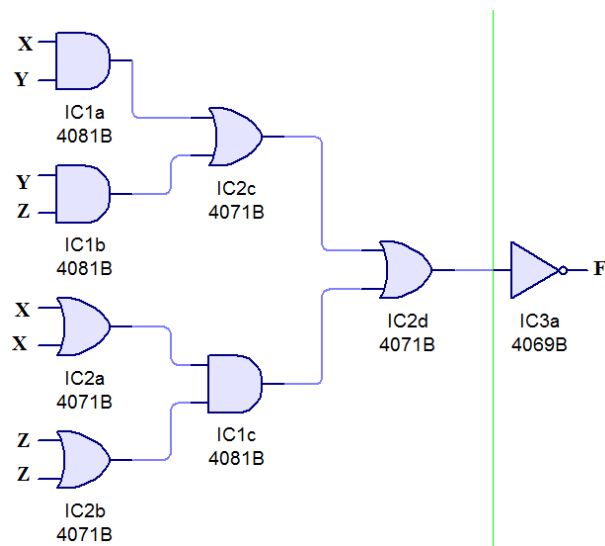 X
Y
IC1a
4081B
Y
Z
IC1b
4081B
IC2c
4071B
X
X
IC2a
4071B
Z
Z
IC2b
4071B
IC1c
4081B
IC2d
4071B
F
IC3a
4069B